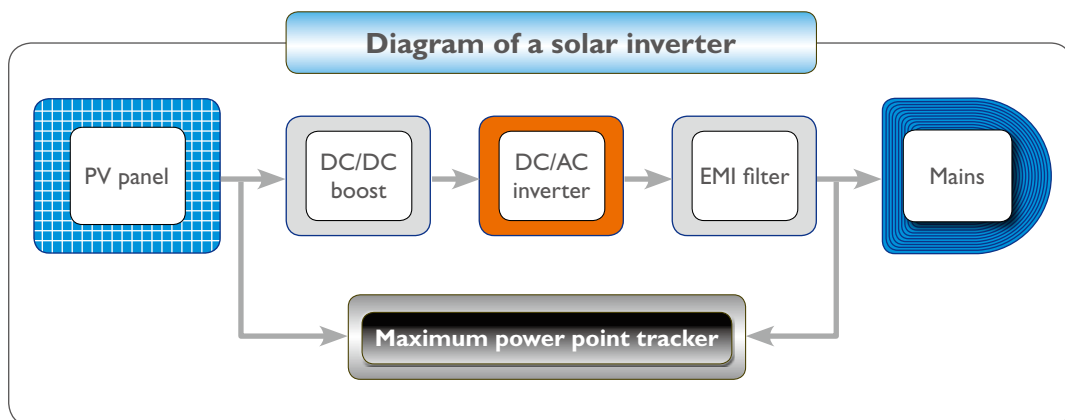 Diagram of a solar inverter
PV panel
DC/DC
boost
DC/AC
inverter
EMI filter
Mains
Maximum power point tracker